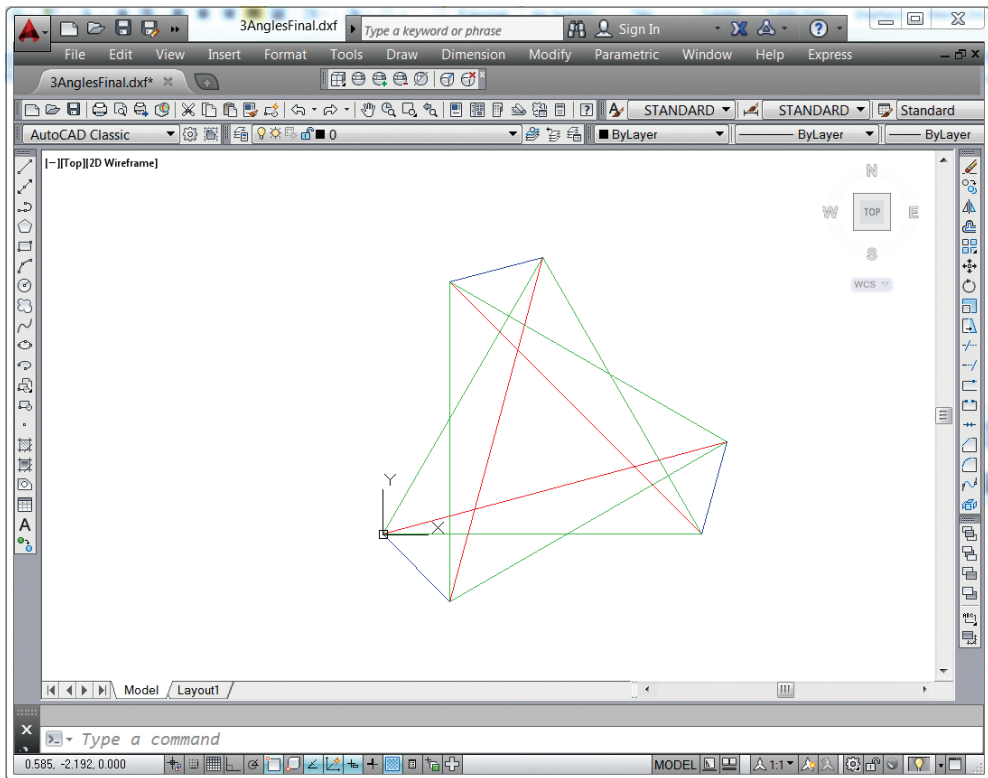 3AnglesFinal.dxf Type a keyword or phrase Sign In
File Edit View Insert Format Tools Draw Dimension Modify Parametric Window Help Express
3AnglesFinal.dxf*
STANDARD STANDARD Standard
AutoCAD Classic 0 ByLayer ByLayer ByLayer
[−][Top][2D Wireframe]
N
W TOP E
S
WCS
Y
X
A
ABC
Model Layout1
Type a command
0.585, -2.192, 0.000 MODEL 1:1